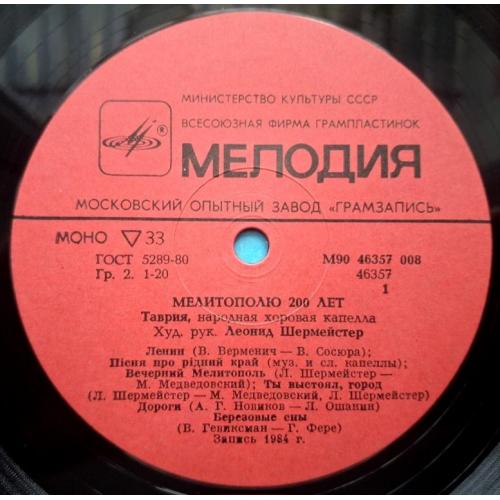 МИНИСТЕРСТВО КУЛЬТУРЫ СССР
ВСЕСОЮЗНАЯ ФИРМА ГРАМПЛАСТИНОК
®
МЕЛОДИЯ
МОСКОВСКИЙ ОПЫТНЫЙ ЗАВОД «ГРАМЗАПИСЬ»
МОНО ▽ 33
ГОСТ 5289-80 М90 46357 008
Гр. 2. 1-20 46357
1
МЕЛИТОПОЛЮ 200 ЛЕТ
Таврия, народная хоровая капелла
Худ. рук. Леонид Шермейстер
Ленин (В. Верменич — В. Сосюра);
Пісня про рідний край (муз. и сл. капеллы);
Вечерний Мелитополь (Л. Шермейстер —
М. Медведовский); Ты выстоял, город
(Л. Шермейстер — М. Медведовский, Л. Шермейстер)
Дороги (А. Г. Новиков — Л. Ошанин)
Березовые сны
(В. Гевиксман — Г. Фере)
Запись 1984 г.